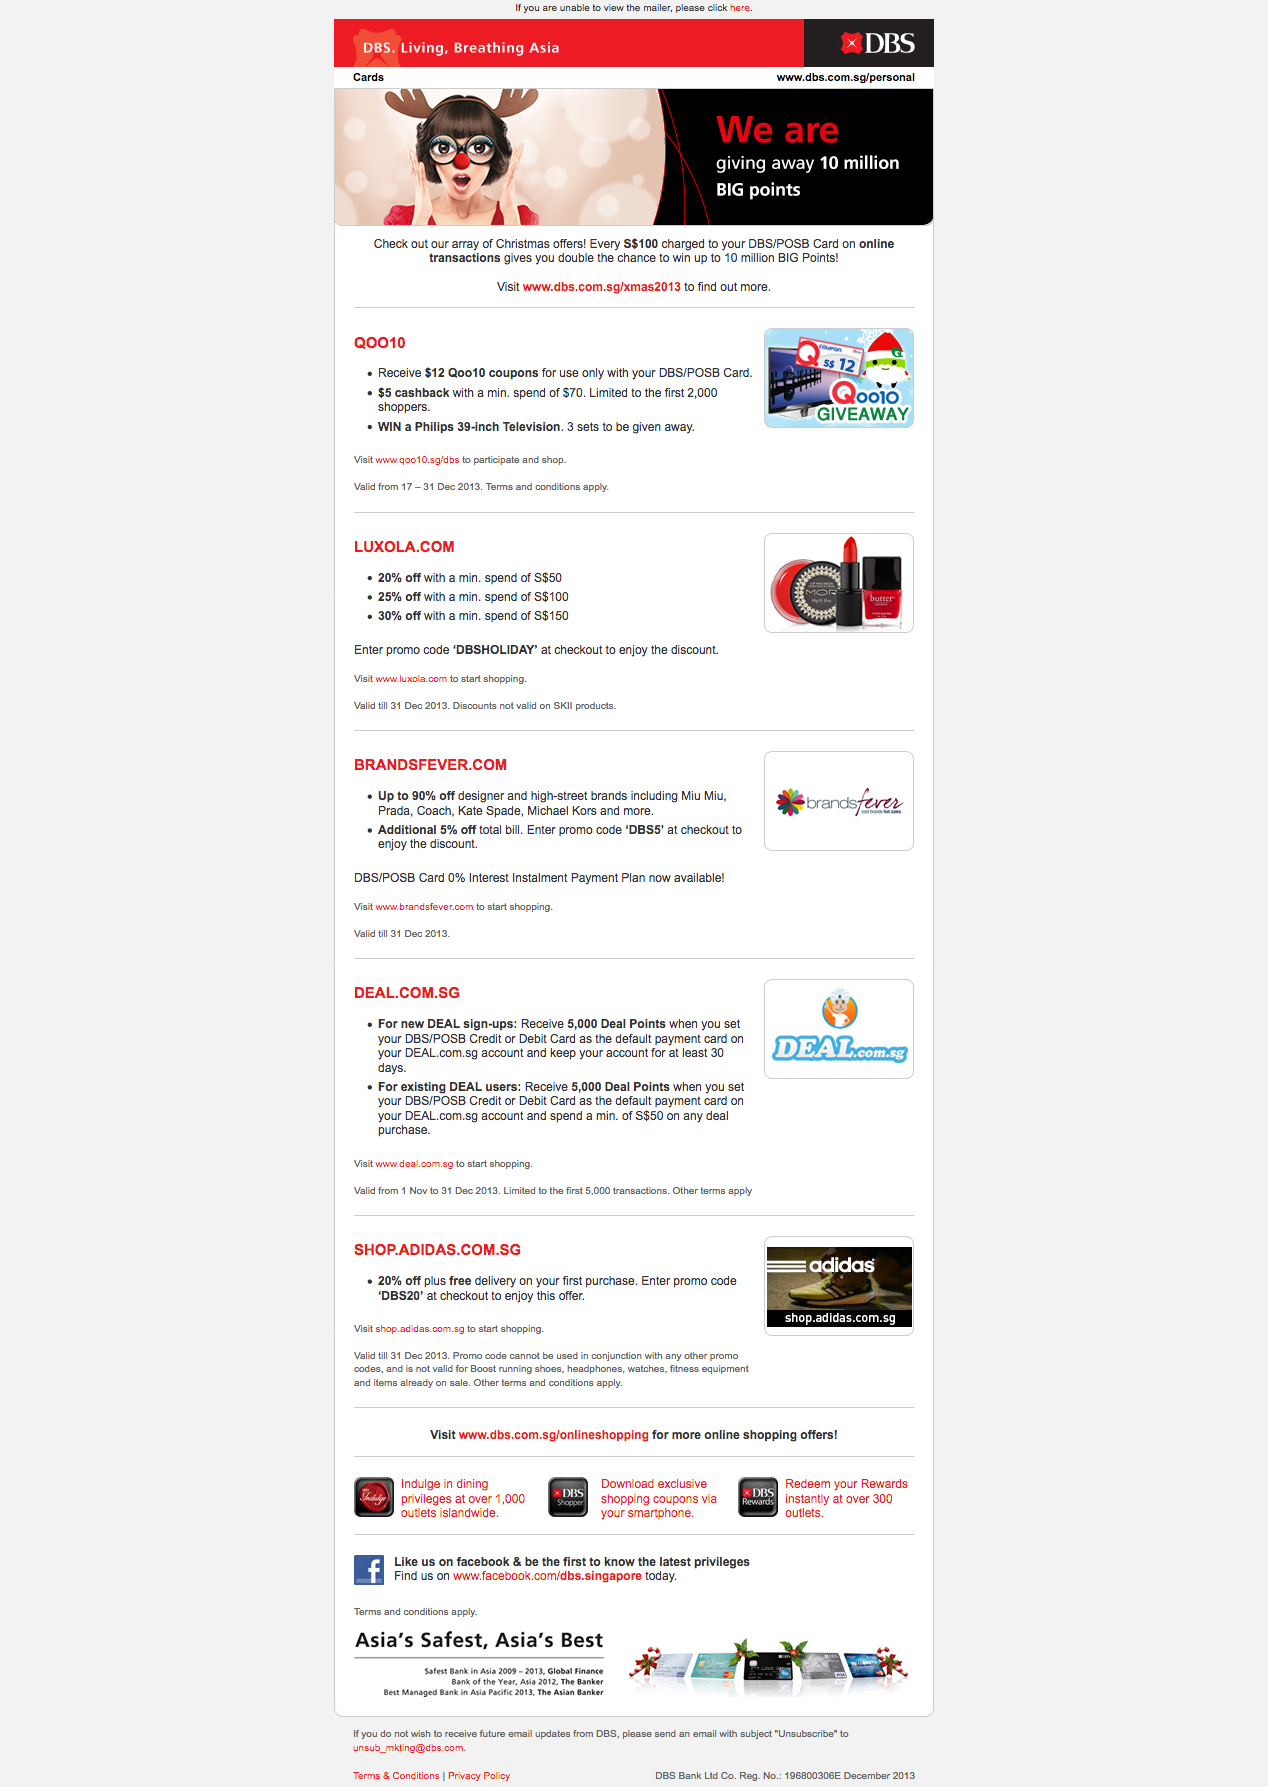 If you are unable to view the mailer, please click here.
DBS. Living, Breathing Asia
DBS
Cards
www.dbs.com.sg/personal
We are
giving away 10 million
BIG points
Check out our array of Christmas offers! Every S$100 charged to your DBS/POSB Card on online
transactions gives you double the chance to win up to 10 million BIG Points!
Visit www.dbs.com.sg/xmas2013 to find out more.
QOO10
• Receive $12 Qoo10 coupons for use only with your DBS/POSB Card.
• $5 cashback with a min. spend of $70. Limited to the first 2,000
shoppers.
• WIN a Philips 39-inch Television. 3 sets to be given away.
Visit www.qoo10.sg/dbs to participate and shop.
Valid from 17 – 31 Dec 2013. Terms and conditions apply.
COUPON
S$ 12
Qoo10
GIVEAWAY
LUXOLA.COM
• 20% off with a min. spend of S$50
• 25% off with a min. spend of S$100
• 30% off with a min. spend of S$150
Enter promo code ‘DBSHOLIDAY’ at checkout to enjoy the discount.
Visit www.luxola.com to start shopping.
Valid till 31 Dec 2013. Discounts not valid on SKII products.
MOR
butter
LONDON
BRANDSFEVER.COM
• Up to 90% off designer and high-street brands including Miu Miu,
Prada, Coach, Kate Spade, Michael Kors and more.
• Additional 5% off total bill. Enter promo code ‘DBS5’ at checkout to
enjoy the discount.
DBS/POSB Card 0% Interest Instalment Payment Plan now available!
Visit www.brandsfever.com to start shopping.
Valid till 31 Dec 2013.
brandsfever
cool brands hot sales
DEAL.COM.SG
• For new DEAL sign-ups: Receive 5,000 Deal Points when you set
your DBS/POSB Credit or Debit Card as the default payment card on
your DEAL.com.sg account and keep your account for at least 30
days.
• For existing DEAL users: Receive 5,000 Deal Points when you set
your DBS/POSB Credit or Debit Card as the default payment card on
your DEAL.com.sg account and spend a min. of S$50 on any deal
purchase.
Visit www.deal.com.sg to start shopping.
Valid from 1 Nov to 31 Dec 2013. Limited to the first 5,000 transactions. Other terms apply
DEAL.com.sg
SHOP.ADIDAS.COM.SG
• 20% off plus free delivery on your first purchase. Enter promo code
‘DBS20’ at checkout to enjoy this offer.
Visit shop.adidas.com.sg to start shopping.
Valid till 31 Dec 2013. Promo code cannot be used in conjunction with any other promo
codes, and is not valid for Boost running shoes, headphones, watches, fitness equipment
and items already on sale. Other terms and conditions apply.
adidas
shop.adidas.com.sg
Visit www.dbs.com.sg/onlineshopping for more online shopping offers!
Indulge
Indulge in dining
privileges at over 1,000
outlets islandwide.
DBS
Shopper
Download exclusive
shopping coupons via
your smartphone.
DBS
Rewards
Redeem your Rewards
instantly at over 300
outlets.
Like us on facebook & be the first to know the latest privileges
Find us on www.facebook.com/dbs.singapore today.
Terms and conditions apply.
Asia's Safest, Asia's Best
Safest Bank in Asia 2009 – 2013, Global Finance
Bank of the Year, Asia 2012, The Banker
Best Managed Bank in Asia Pacific 2013, The Asian Banker
If you do not wish to receive future email updates from DBS, please send an email with subject "Unsubscribe" to
unsub_mkting@dbs.com.
Terms & Conditions | Privacy Policy
DBS Bank Ltd Co. Reg. No.: 196800306E December 2013